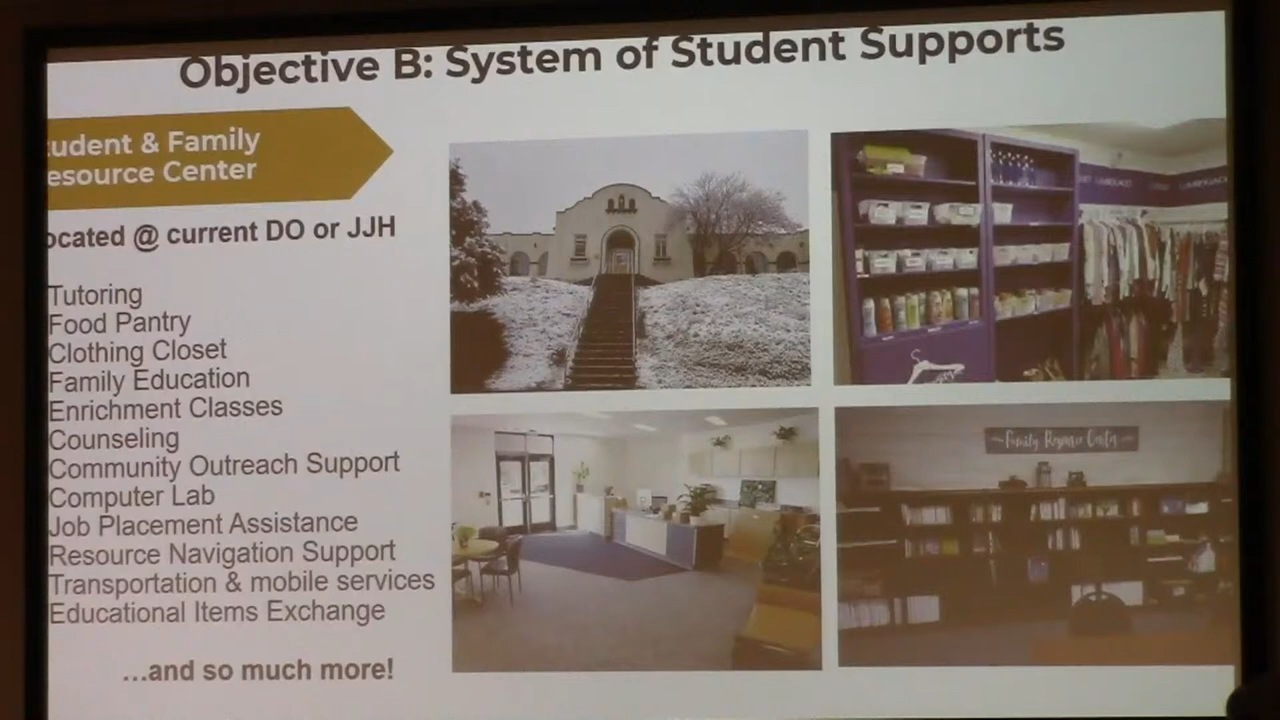 Objective B: System of Student Supports
udent & Family
esource Center
ocated @ current DO or JJH
Tutoring
Food Pantry
Clothing Closet
Family Education
Enrichment Classes
Counseling
Community Outreach Support
Computer Lab
Job Placement Assistance
Resource Navigation Support
Transportation & mobile services
Educational Items Exchange
...and so much more!
Family Resource Center